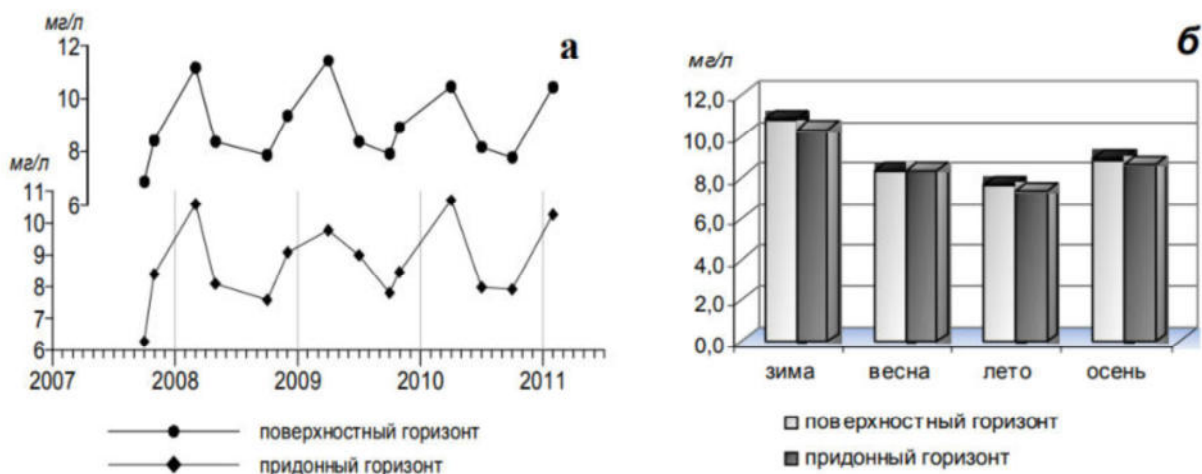 мг/л
а
12
10
8
6
мг/л
11
10
9
8
7
6
2007 2008 2009 2010 2011
поверхностный горизонт
придонный горизонт
б
мг/л
12,0
10,0
8,0
6,0
4,0
2,0
0,0
зима весна лето осень
поверхностный горизонт
придонный горизонт